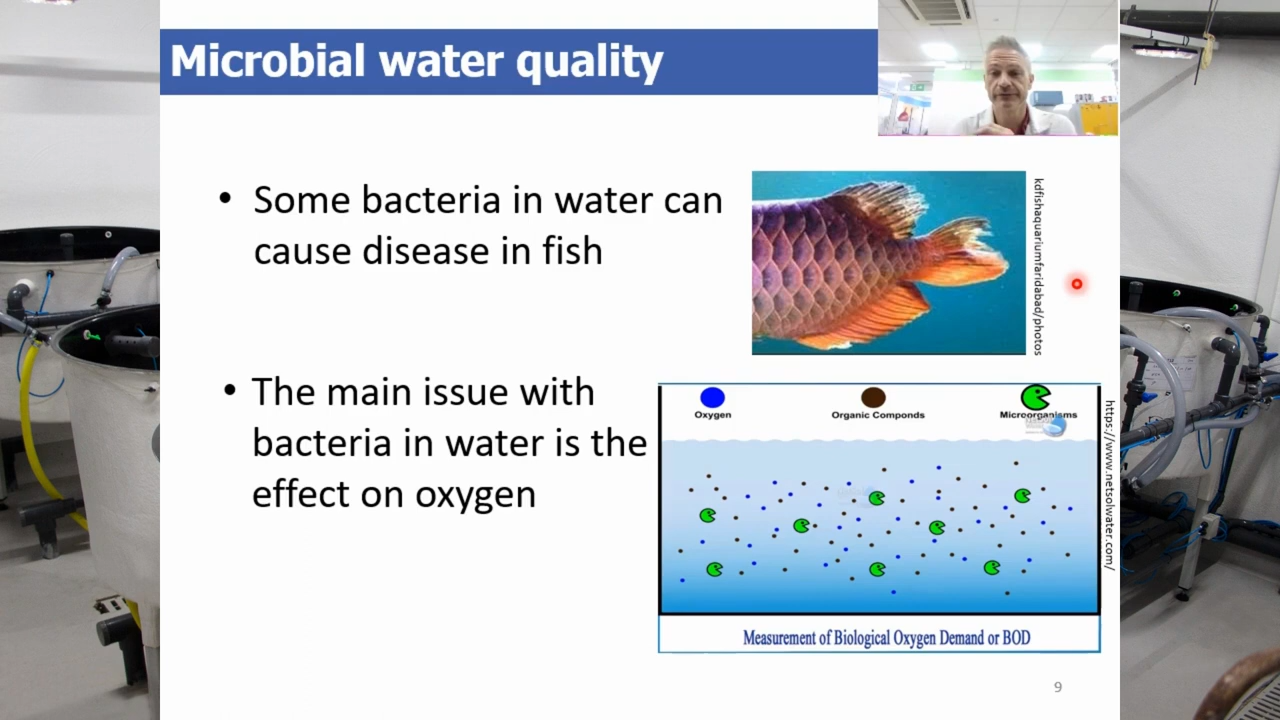 Microbial water quality
• Some bacteria in water can
cause disease in fish
kdfishaquariumfaridabad/photos
• The main issue with
bacteria in water is the
effect on oxygen
Oxygen
Organic Componds
Microorganisms
https://www.netsolwater.com/
Measurement of Biological Oxygen Demand or BOD
9